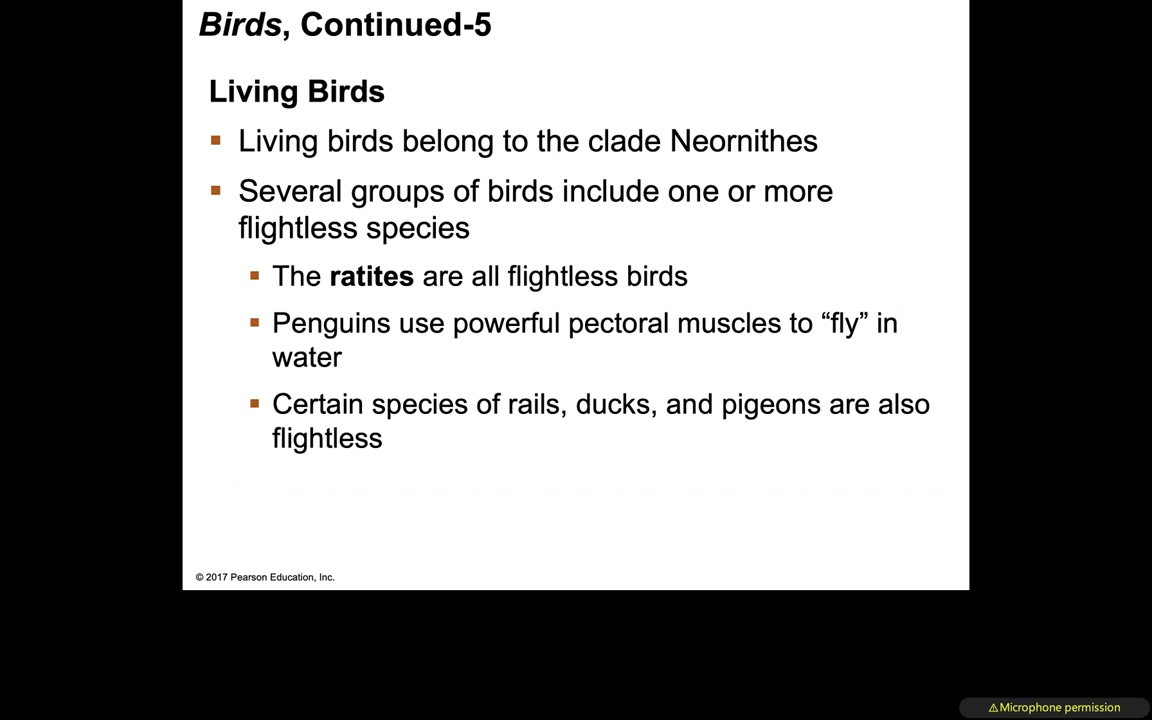 Birds, Continued-5
Living Birds
▪ Living birds belong to the clade Neornithes
▪ Several groups of birds include one or more
flightless species
▪ The ratites are all flightless birds
▪ Penguins use powerful pectoral muscles to “fly” in
water
▪ Certain species of rails, ducks, and pigeons are also
flightless
© 2017 Pearson Education, Inc.
⚠Microphone permission